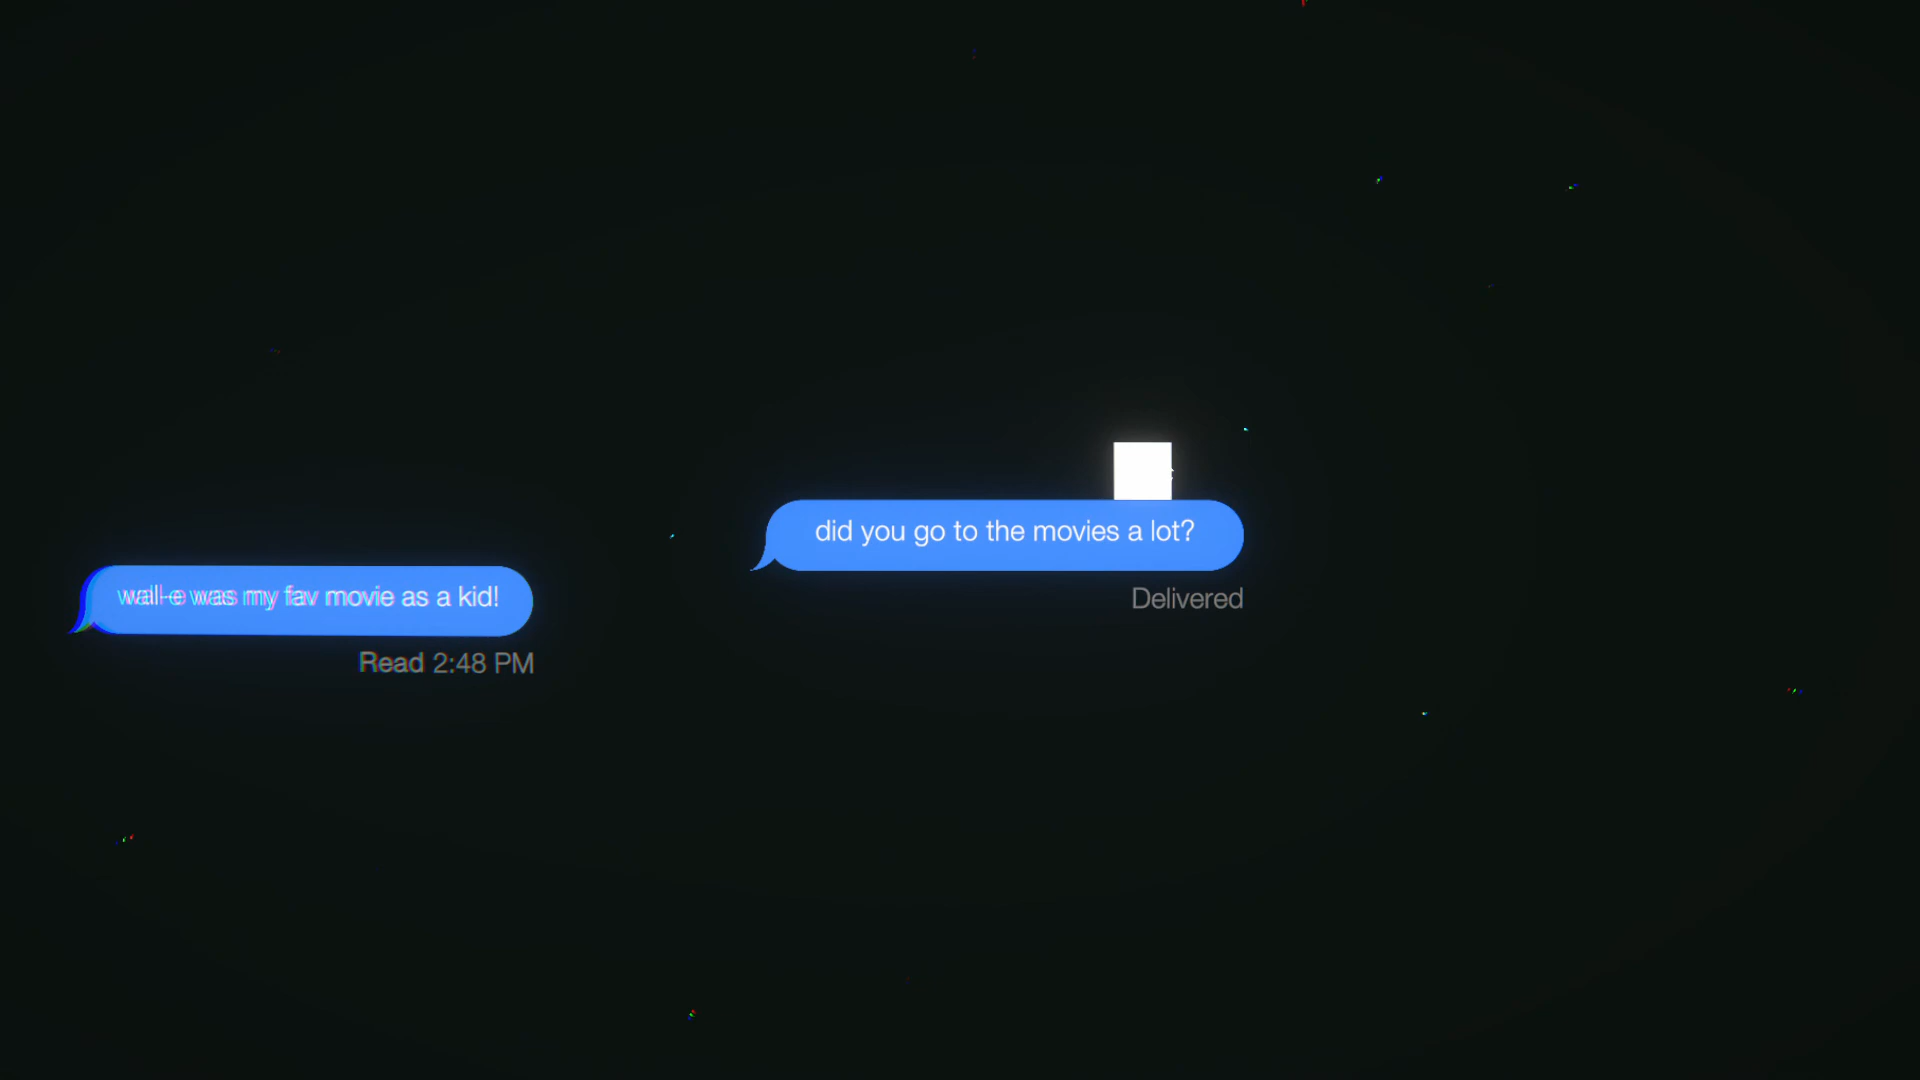 did you go to the movies a lot?
Delivered
wall-e was my fav movie as a kid!
Read 2:48 PM